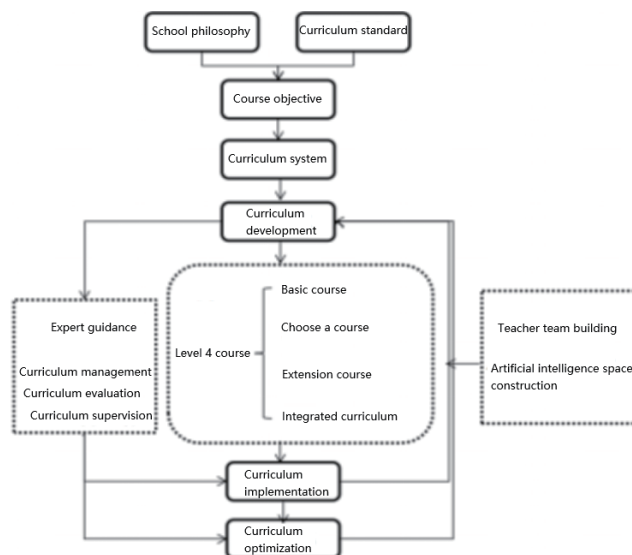 School philosophy
Curriculum standard
Course objective
Curriculum system
Curriculum
development
Expert guidance
Curriculum management
Curriculum evaluation
Curriculum supervision
Level 4 course
Basic course
Choose a course
Extension course
Integrated curriculum
Teacher team building
Artificial intelligence space
construction
Curriculum
implementation
Curriculum
optimization